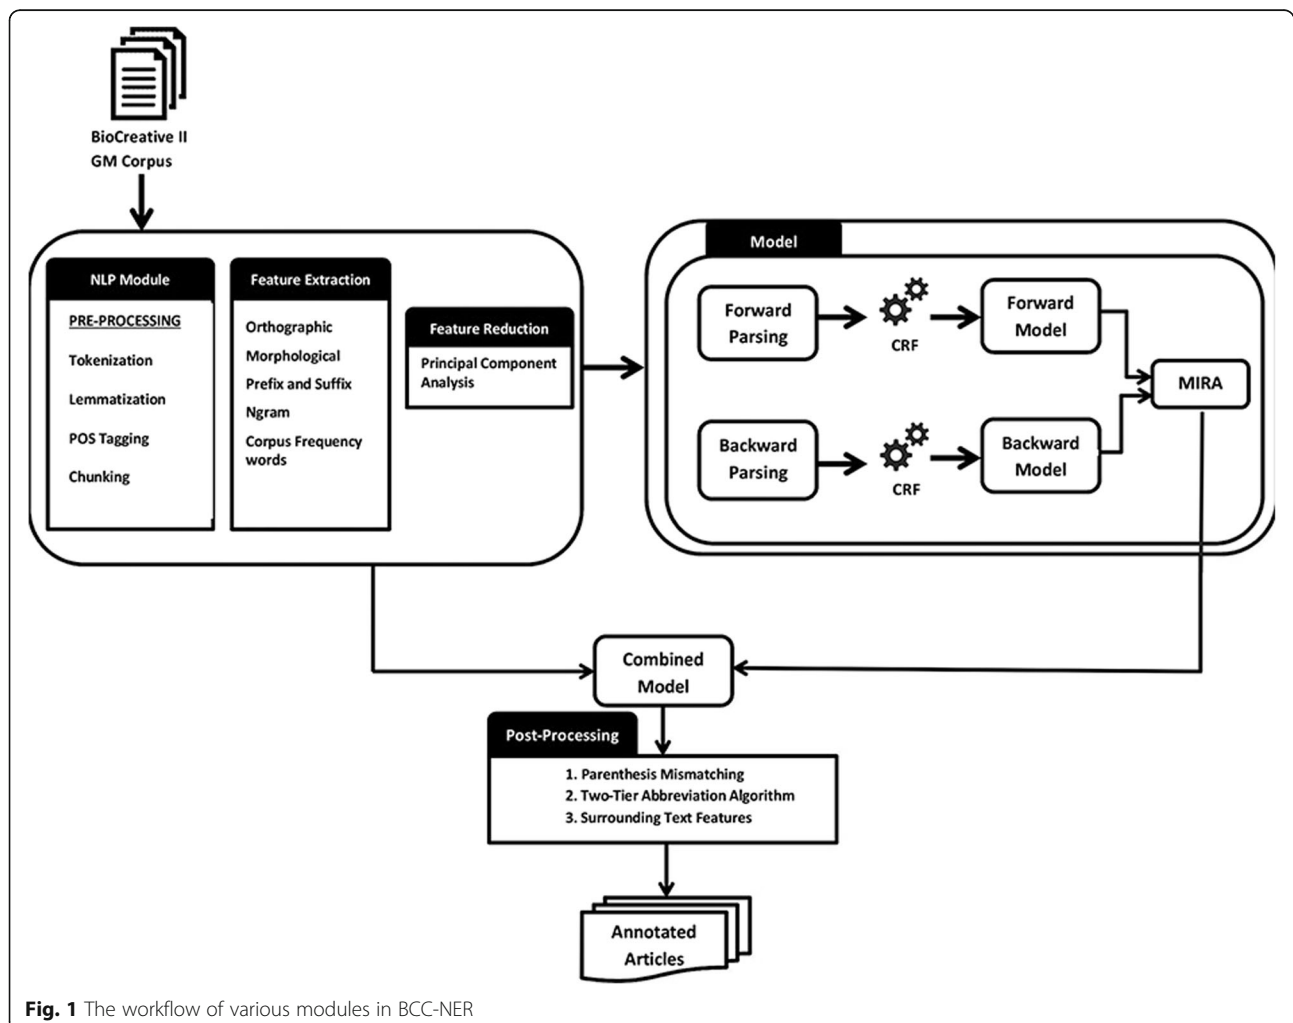 BioCreative II
GM Corpus
NLP Module
PRE-PROCESSING
Tokenization
Lemmatization
POS Tagging
Chunking
Feature Extraction
Orthographic
Morphological
Prefix and Suffix
Ngram
Corpus Frequency
words
Feature Reduction
Principal Component
Analysis
Model
Forward
Parsing
CRF
Forward
Model
Backward
Parsing
CRF
Backward
Model
MIRA
Combined
Model
Post-Processing
1. Parenthesis Mismatching
2. Two-Tier Abbreviation Algorithm
3. Surrounding Text Features
Annotated
Articles
Fig. 1 The workflow of various modules in BCC-NER